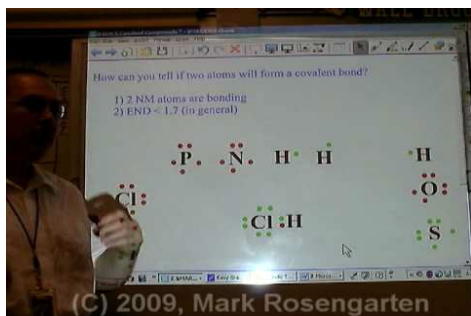 How can you tell if two atoms will form a covalent bond?
1) 2 NM atoms are bonding
2) END < 1.7 (in general)
P N H H H
Cl Cl H O
S
(C) 2009, Mark Rosengarten